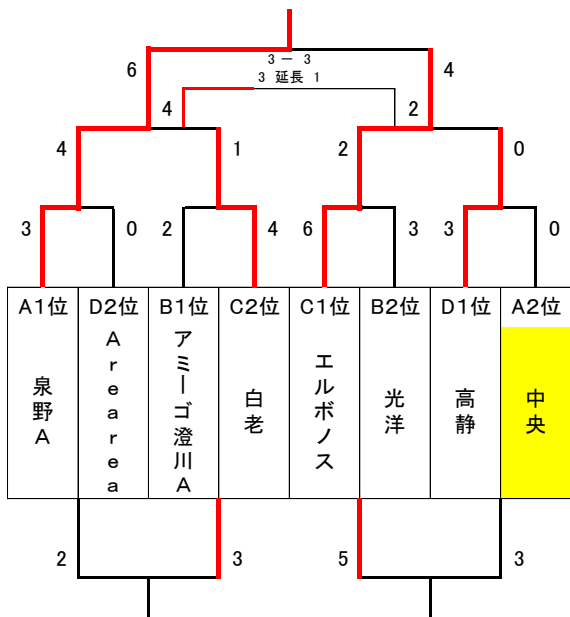 3 － 3
6 4
3 延長 1
4 2
4 1 2 0
3 0 2 4 6 3 3 0
A1位 D2位 B1位 C2位 C1位 B2位 D1位 A2位
泉野A
Arearea
アミーゴ澄川A
白老
エルボノス
光洋
高静
中央
2 3 5 3